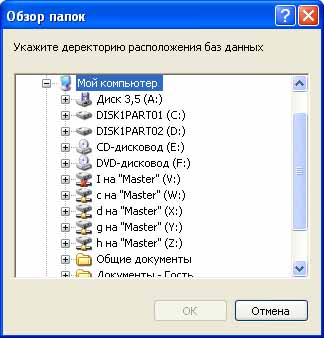 Обзор папок
Укажите деректорию расположения баз данных
Мой компьютер
Диск 3,5 (A:)
DISK1PART01 (C:)
DISK1PART02 (D:)
CD-дисковод (E:)
DVD-дисковод (F:)
I на "Master" (V:)
c на "Master" (W:)
d на "Master" (X:)
g на "Master" (Y:)
h на "Master" (Z:)
Общие документы
Документы - Гость
OK
Отмена